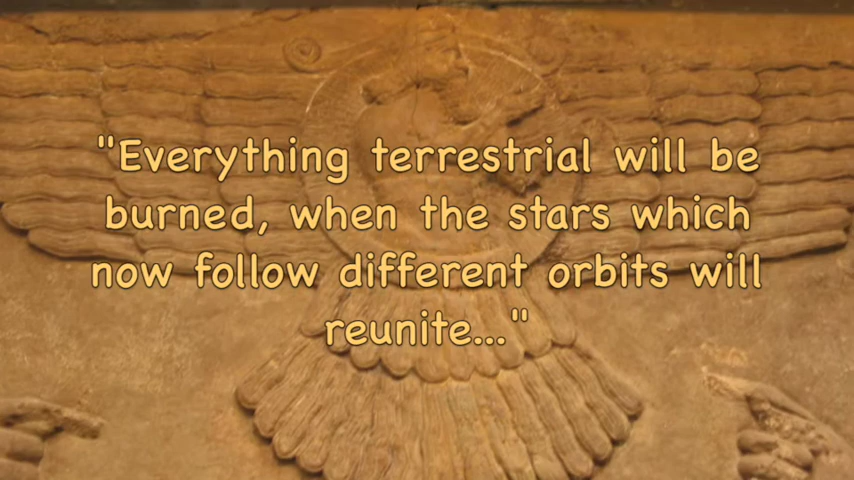 "Everything terrestrial will be
burned, when the stars which
now follow different orbits will
reunite..."